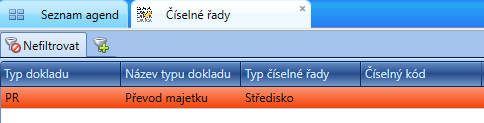 Seznam agend
Číselné řady
Nefiltrovat
Typ dokladu Název typu dokladu Typ číselné řady Číselný kód
PR Převod majetku Středisko